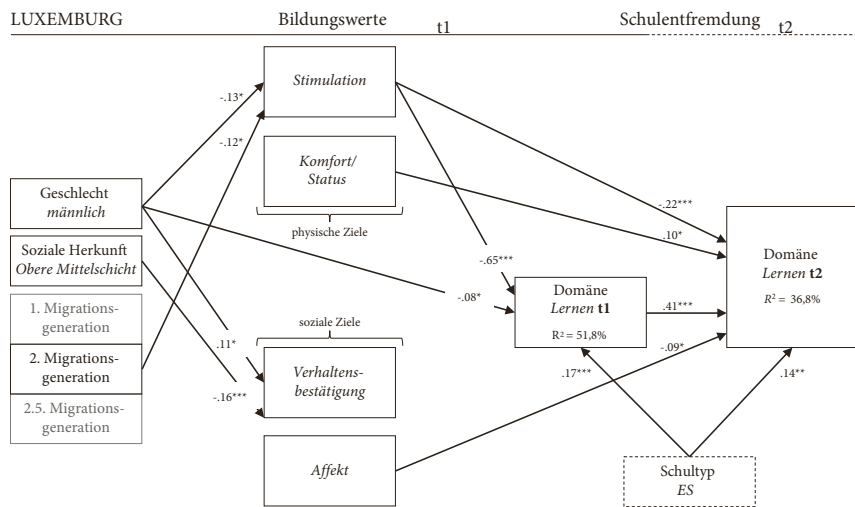 LUXEMBURG Bildungswerte t1 Schulentfremdung t2
Stimulation
-.13*
-.12*
Komfort/
Status
physische Ziele
Geschlecht
männlich
Soziale Herkunft
Obere Mittelschicht
1. Migrations-
generation
2. Migrations-
generation
2.5. Migrations-
generation
-.22***
.10*
-.65***
-.08*
Domäne
Lernen t1
R² = 51,8%
.41***
Domäne
Lernen t2
R² = 36,8%
soziale Ziele
.11*
-.16***
Verhaltens-
bestätigung
-.09*
.17***
.14**
Affekt
Schultyp
ES